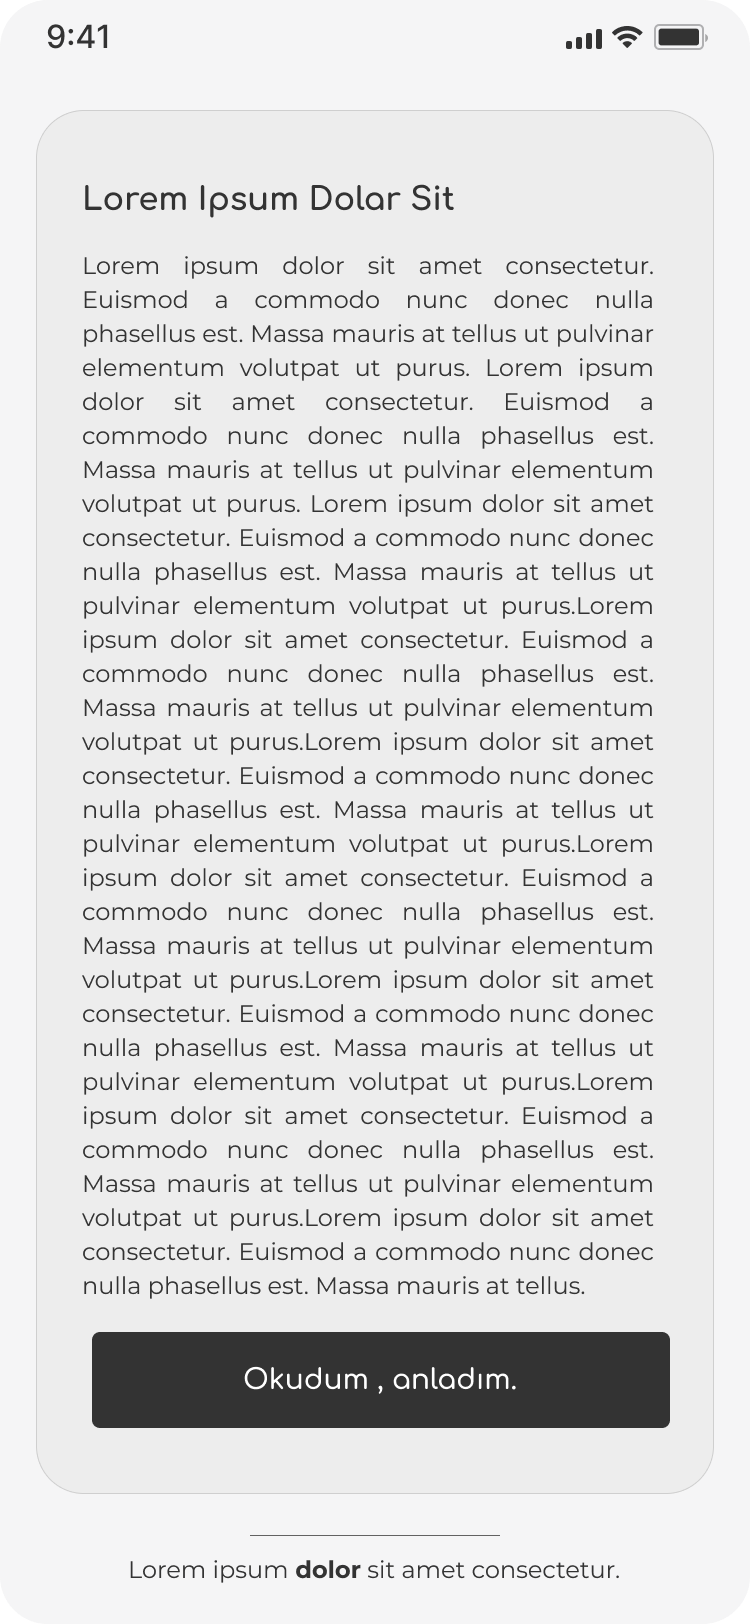 9:41
Lorem Ipsum Dolar Sit
Lorem ipsum dolor sit amet consectetur.
Euismod a commodo nunc donec nulla
phasellus est. Massa mauris at tellus ut pulvinar
elementum volutpat ut purus. Lorem ipsum
dolor sit amet consectetur. Euismod a
commodo nunc donec nulla phasellus est.
Massa mauris at tellus ut pulvinar elementum
volutpat ut purus. Lorem ipsum dolor sit amet
consectetur. Euismod a commodo nunc donec
nulla phasellus est. Massa mauris at tellus ut
pulvinar elementum volutpat ut purus.Lorem
ipsum dolor sit amet consectetur. Euismod a
commodo nunc donec nulla phasellus est.
Massa mauris at tellus ut pulvinar elementum
volutpat ut purus.Lorem ipsum dolor sit amet
consectetur. Euismod a commodo nunc donec
nulla phasellus est. Massa mauris at tellus ut
pulvinar elementum volutpat ut purus.Lorem
ipsum dolor sit amet consectetur. Euismod a
commodo nunc donec nulla phasellus est.
Massa mauris at tellus ut pulvinar elementum
volutpat ut purus.Lorem ipsum dolor sit amet
consectetur. Euismod a commodo nunc donec
nulla phasellus est. Massa mauris at tellus ut
pulvinar elementum volutpat ut purus.Lorem
ipsum dolor sit amet consectetur. Euismod a
commodo nunc donec nulla phasellus est.
Massa mauris at tellus ut pulvinar elementum
volutpat ut purus.Lorem ipsum dolor sit amet
consectetur. Euismod a commodo nunc donec
nulla phasellus est. Massa mauris at tellus.
Okudum , anladım.
Lorem ipsum dolor sit amet consectetur.